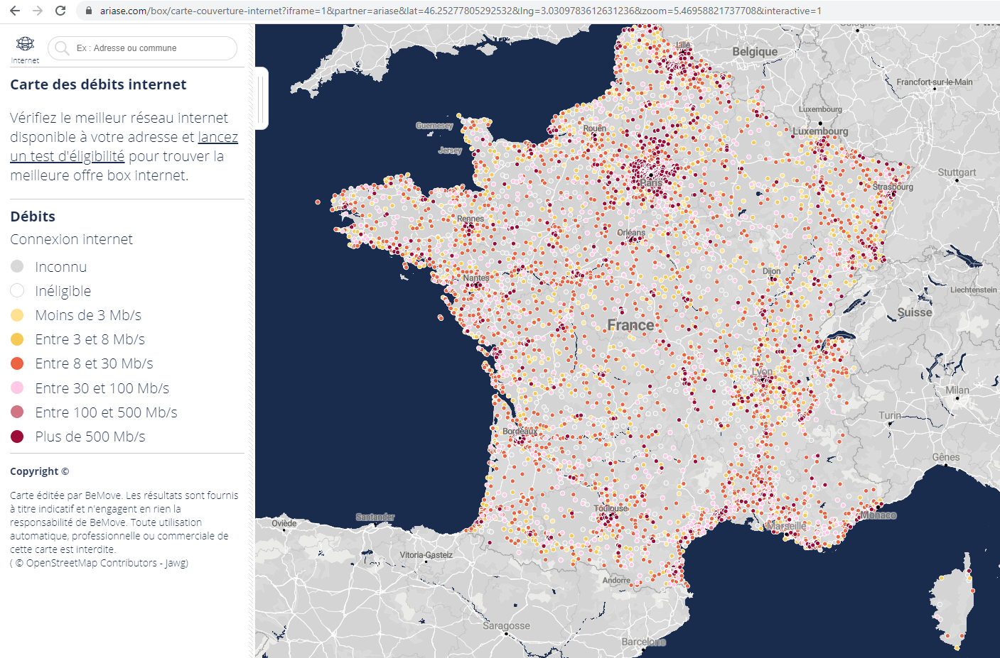 ariase.com/box/carte-couverture-internet?iframe=1&partner=ariase&lat=46.25277805292532&lng=3.0309783612631236&zoom=5.46958821737708&interactive=1
Internet
Ex : Adresse ou commune
Carte des débits internet
Vérifiez le meilleur réseau internet
disponible à votre adresse et lancez
un test d'éligibilité pour trouver la
meilleure offre box internet.
Débits
Connexion internet
Inconnu
Inéligible
Moins de 3 Mb/s
Entre 3 et 8 Mb/s
Entre 8 et 30 Mb/s
Entre 30 et 100 Mb/s
Entre 100 et 500 Mb/s
Plus de 500 Mb/s
Copyright ©
Carte éditée par BeMove. Les résultats sont fournis
à titre indicatif et n'engagent en rien la
responsabilité de BeMove. Toute utilisation
automatique, professionnelle ou commerciale de
cette carte est interdite.
( © OpenStreetMap Contributors - Jawg)
Cologne
Lille
Belgique
Francfort-sur-le-Main
Luxembourg
Luxembourg
Guernesey
Rouen
Jersey
Paris
Stuttgart
Strasbourg
Rennes
Orléans
Dijon
Nantes
Liechtenstein
Suisse
France
Lyon
Milan
Turin
Bordeaux
Gênes
Toulouse
Monaco
Marseille
Santander
Oviède
Vitoria-Gasteiz
Andorre
Saragosse
Barcelone